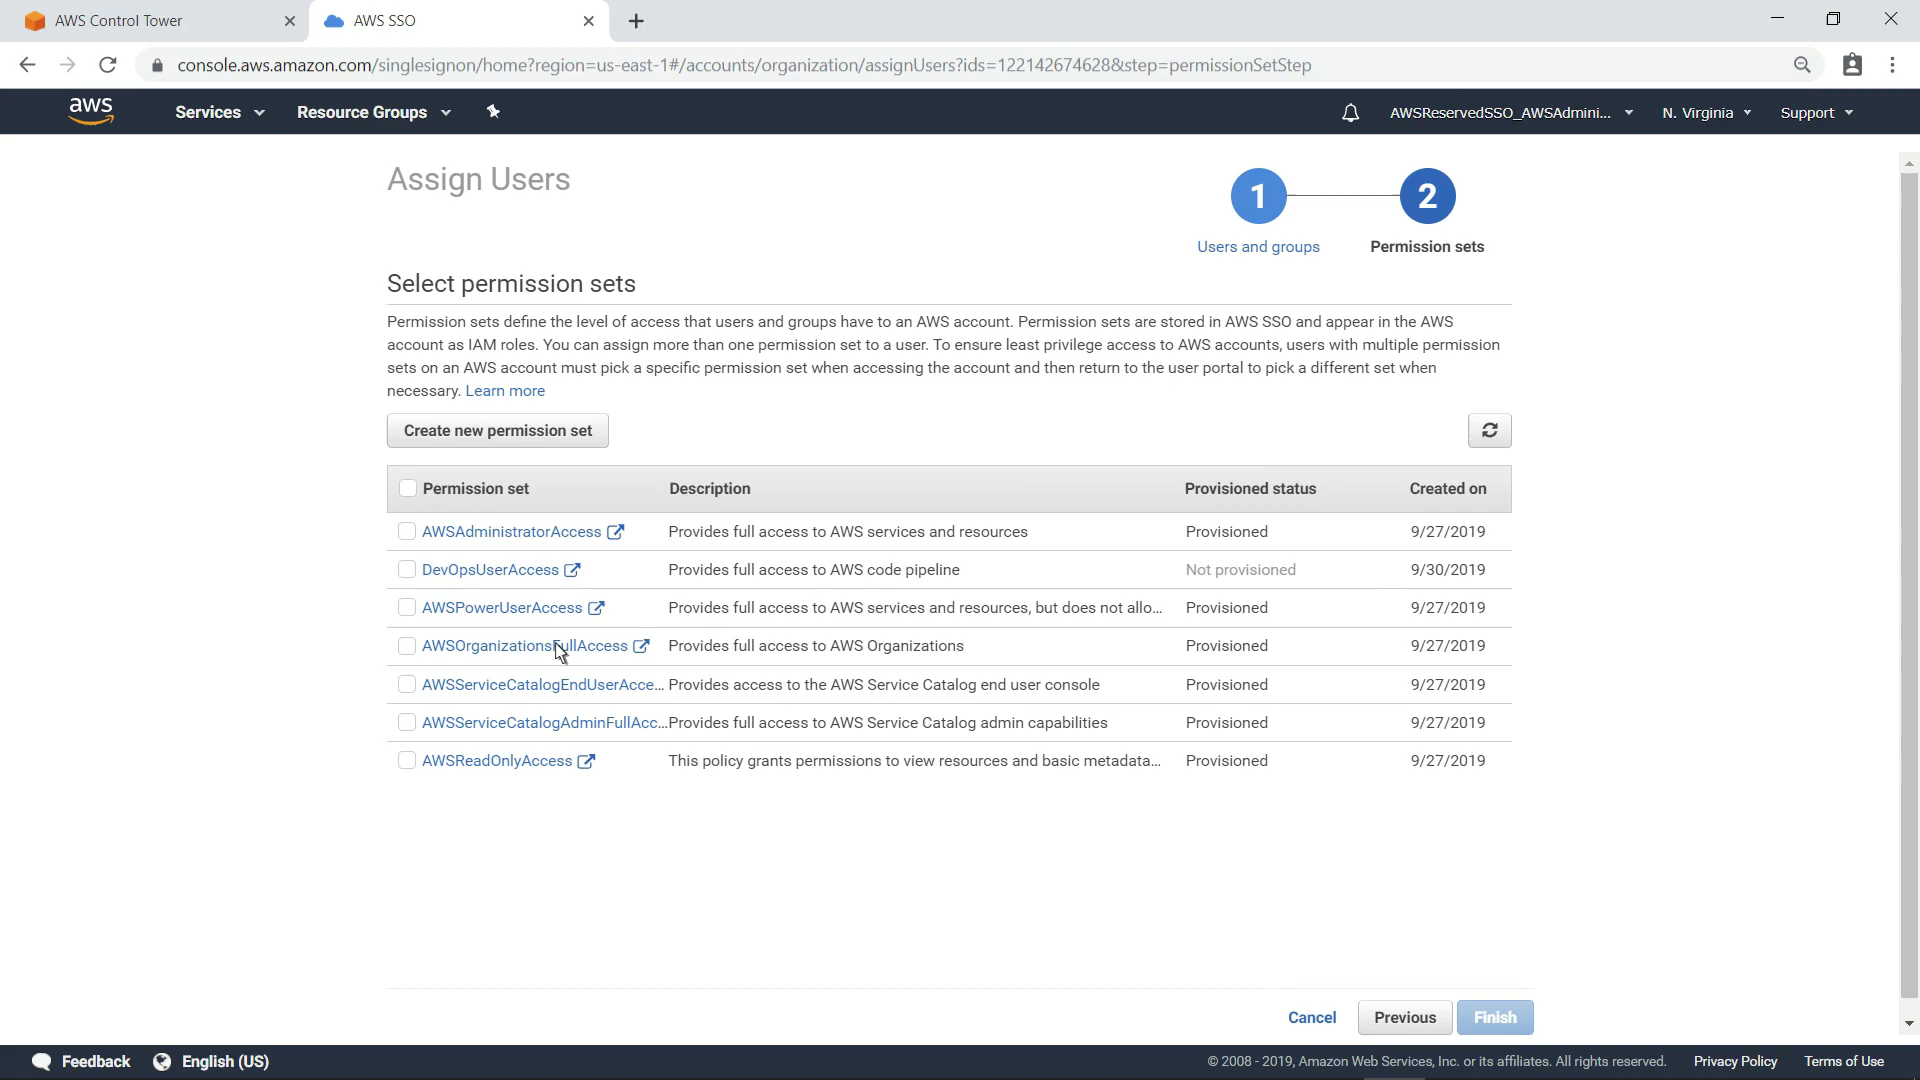 AWS Control Tower
AWS SSO
console.aws.amazon.com/singlesignon/home?region=us-east-1#/accounts/organization/assignUsers?ids=122142674628&step=permissionSetStep
aws Services Resource Groups AWSReservedSSO_AWSAdmini... N. Virginia Support
Assign Users
1 2
Users and groups Permission sets
Select permission sets
Permission sets define the level of access that users and groups have to an AWS account. Permission sets are stored in AWS SSO and appear in the AWS
account as IAM roles. You can assign more than one permission set to a user. To ensure least privilege access to AWS accounts, users with multiple permission
sets on an AWS account must pick a specific permission set when accessing the account and then return to the user portal to pick a different set when
necessary. Learn more
Create new permission set
Permission set Description Provisioned status Created on
AWSAdministratorAccess Provides full access to AWS services and resources Provisioned 9/27/2019
DevOpsUserAccess Provides full access to AWS code pipeline Not provisioned 9/30/2019
AWSPowerUserAccess Provides full access to AWS services and resources, but does not allo... Provisioned 9/27/2019
AWSOrganizationsFullAccess Provides full access to AWS Organizations Provisioned 9/27/2019
AWSServiceCatalogEndUserAcce... Provides access to the AWS Service Catalog end user console Provisioned 9/27/2019
AWSServiceCatalogAdminFullAcc... Provides full access to AWS Service Catalog admin capabilities Provisioned 9/27/2019
AWSReadOnlyAccess This policy grants permissions to view resources and basic metadata... Provisioned 9/27/2019
Cancel Previous Finish
Feedback English (US) © 2008 - 2019, Amazon Web Services, Inc. or its affiliates. All rights reserved. Privacy Policy Terms of Use